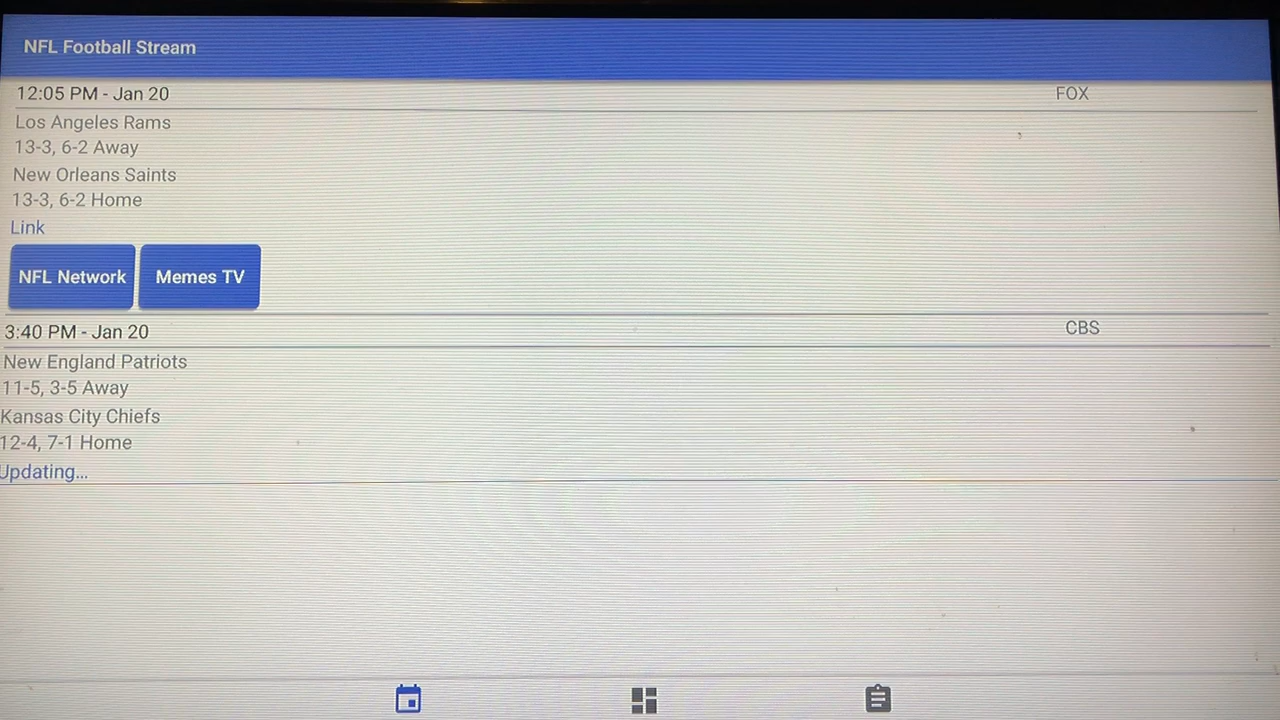 NFL Football Stream
12:05 PM - Jan 20 FOX
Los Angeles Rams
13-3, 6-2 Away
New Orleans Saints
13-3, 6-2 Home
Link
NFL Network Memes TV
3:40 PM - Jan 20 CBS
New England Patriots
11-5, 3-5 Away
Kansas City Chiefs
12-4, 7-1 Home
Updating...